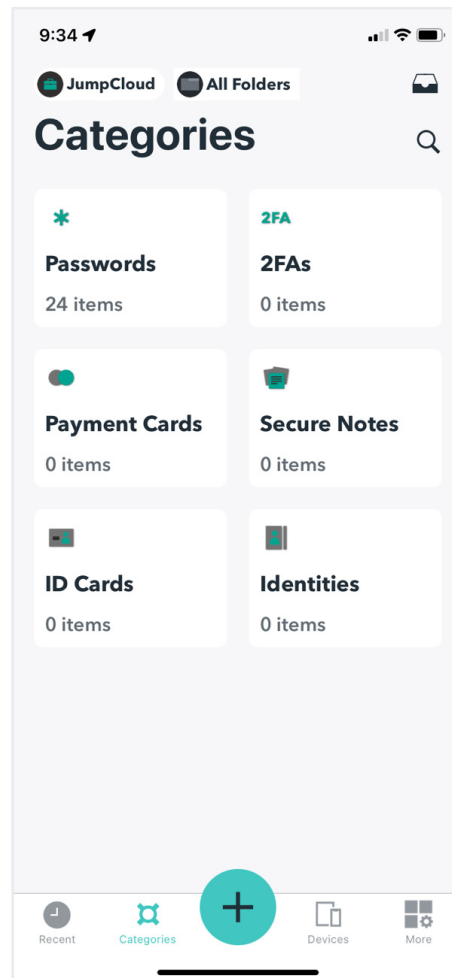 9:34
JumpCloud All Folders
Categories
2FA
Passwords 2FAs
24 items 0 items
Payment Cards Secure Notes
0 items 0 items
ID Cards Identities
0 items 0 items
Recent Categories Devices More